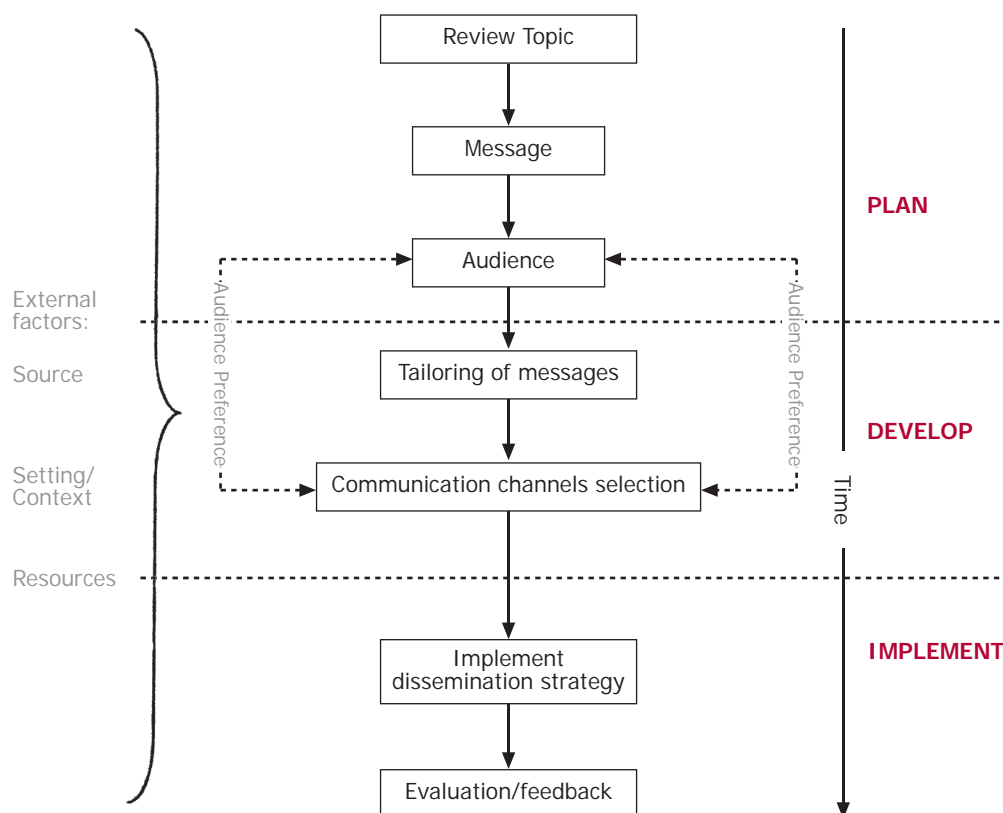 Review Topic
Message
PLAN
Audience
External
factors:
Audience Preference
Audience Preference
Source
Tailoring of messages
DEVELOP
Setting/
Context
Communication channels selection
Time
Resources
Implement
dissemination strategy
IMPLEMENT
Evaluation/feedback